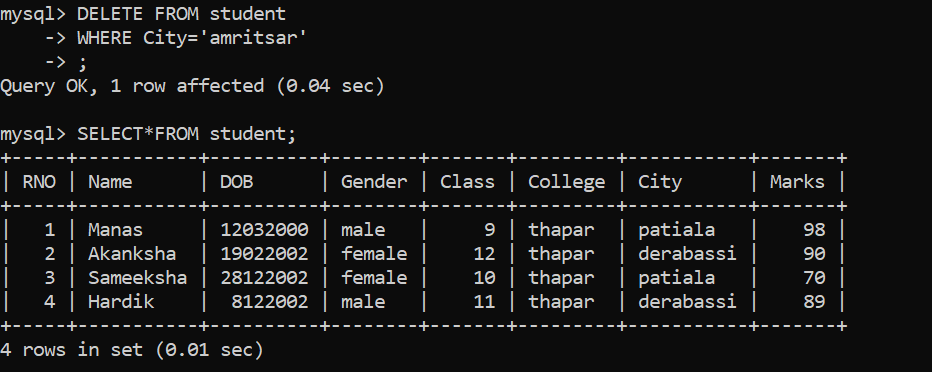 mysql> DELETE FROM student
    -> WHERE City='amritsar'
    -> ;
Query OK, 1 row affected (0.04 sec)

mysql> SELECT*FROM student;
+-----+-----------+----------+--------+-------+---------+-----------+-------+
| RNO | Name      | DOB      | Gender | Class | College | City      | Marks |
+-----+-----------+----------+--------+-------+---------+-----------+-------+
|   1 | Manas     | 12032000 | male   |     9 | thapar  | patiala   |    98 |
|   2 | Akanksha  | 19022002 | female |    12 | thapar  | derabassi |    90 |
|   3 | Sameeksha | 28122002 | female |    10 | thapar  | patiala   |    70 |
|   4 | Hardik    |  8122002 | male   |    11 | thapar  | derabassi |    89 |
+-----+-----------+----------+--------+-------+---------+-----------+-------+
4 rows in set (0.01 sec)